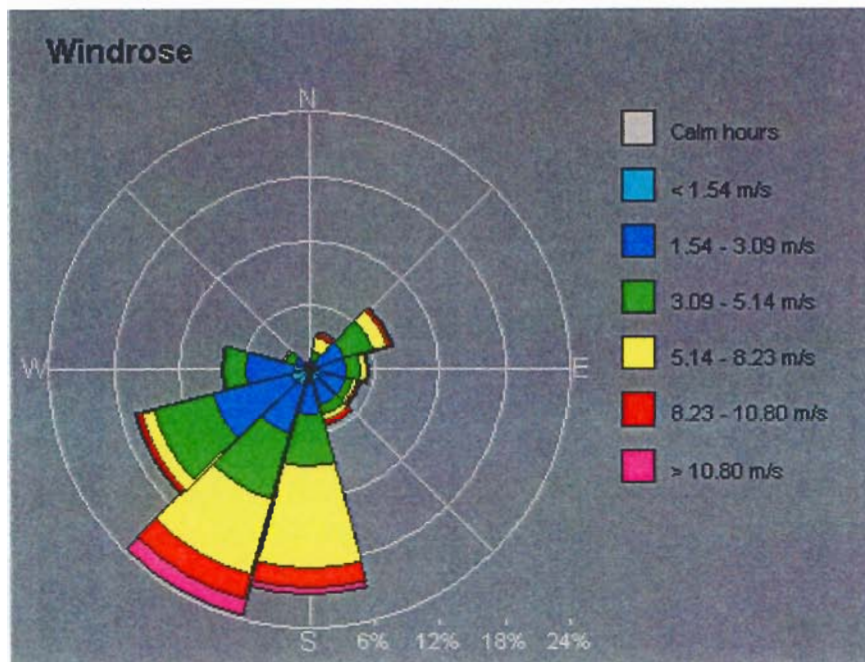 Windrose
N
Calm hours
< 1.54 m/s
1.54 - 3.09 m/s
3.09 - 5.14 m/s
W
E
5.14 - 8.23 m/s
8.23 - 10.80 m/s
> 10.80 m/s
S
6% 12% 18% 24%